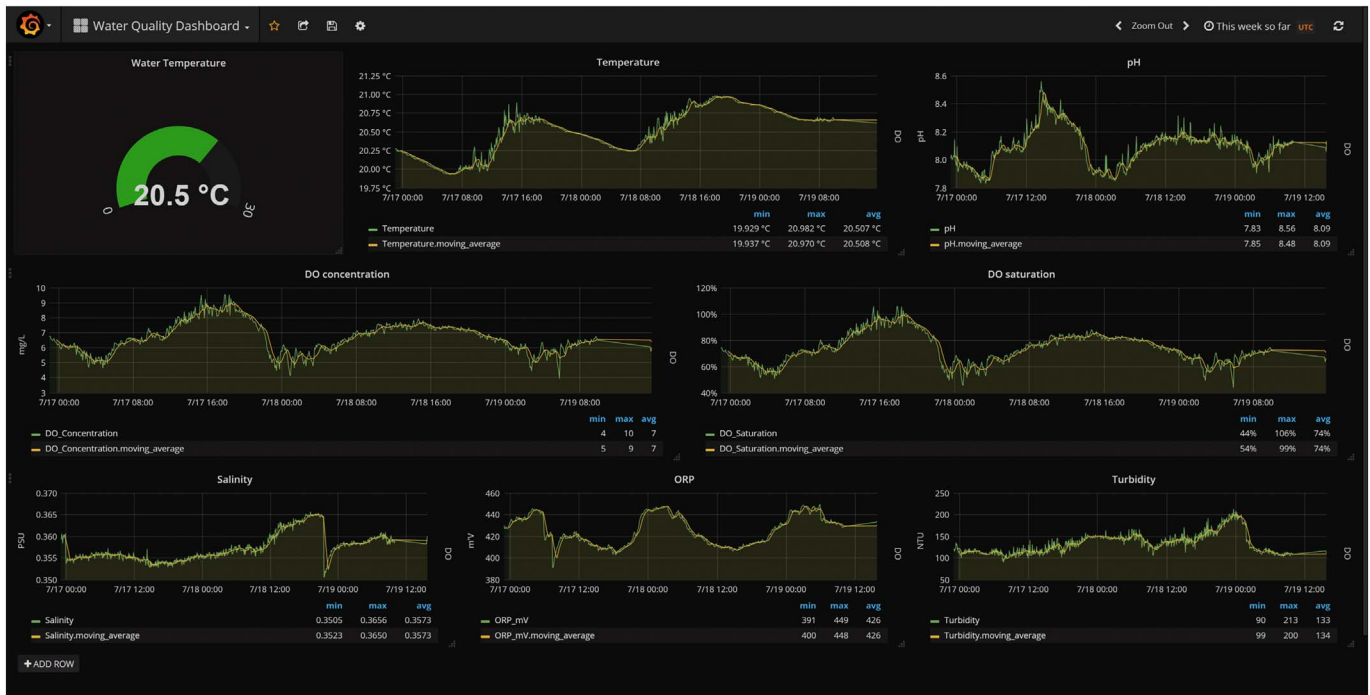 Water Quality Dashboard
Zoom Out This week so far UTC
Water Temperature
20.5 °C
0
30
Temperature
21.25 °C
21.00 °C
20.75 °C
20.50 °C
20.25 °C
20.00 °C
19.75 °C
7/17 00:00 7/17 08:00 7/17 16:00 7/18 00:00 7/18 08:00 7/18 16:00 7/19 00:00 7/19 08:00
DO
min max avg
Temperature 19.929 °C 20.982 °C 20.507 °C
Temperature.moving_average 19.937 °C 20.970 °C 20.508 °C
pH
8.6
8.4
8.2
8.0
7.8
pH
7/17 00:00 7/17 12:00 7/18 00:00 7/18 12:00 7/19 00:00 7/19 12:00
DO
min max avg
pH 7.83 8.56 8.09
pH.moving_average 7.85 8.48 8.09
DO concentration
10
9
8
7
6
5
4
3
mg/L
7/17 00:00 7/17 08:00 7/17 16:00 7/18 00:00 7/18 08:00 7/18 16:00 7/19 00:00 7/19 08:00
DO
min max avg
DO_Concentration 4 10 7
DO_Concentration.moving_average 5 9 7
DO saturation
120%
100%
80%
60%
40%
7/17 00:00 7/17 08:00 7/17 16:00 7/18 00:00 7/18 08:00 7/18 16:00 7/19 00:00 7/19 08:00
DO
min max avg
DO_Saturation 44% 106% 74%
DO_Saturation.moving_average 54% 99% 74%
Salinity
0.370
0.365
0.360
0.355
0.350
PSU
7/17 00:00 7/17 12:00 7/18 00:00 7/18 12:00 7/19 00:00 7/19 12:00
DO
min max avg
Salinity 0.3505 0.3656 0.3573
Salinity.moving_average 0.3523 0.3650 0.3573
ORP
460
440
420
400
380
mV
7/17 00:00 7/17 12:00 7/18 00:00 7/18 12:00 7/19 00:00 7/19 12:00
DO
min max avg
ORP_mV 391 449 426
ORP_mV.moving_average 400 448 426
Turbidity
250
200
150
100
50
NTU
7/17 00:00 7/17 12:00 7/18 00:00 7/18 12:00 7/19 00:00 7/19 12:00
DO
min max avg
Turbidity 90 213 133
Turbidity.moving_average 99 200 134
+ADD ROW